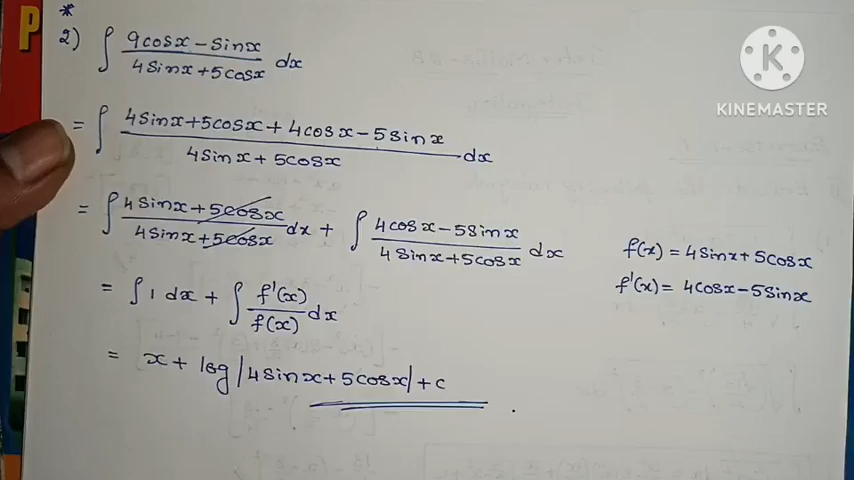 P
*
2) ∫ (9cosx - sinx)/(4sinx + 5cosx) dx
= ∫ (4sinx + 5cosx + 4cosx - 5sinx)/(4sinx + 5cosx) dx
= ∫ (4sinx + 5cosx)/(4sinx + 5cosx) dx + ∫ (4cosx - 5sinx)/(4sinx + 5cosx) dx
f(x) = 4sinx + 5cosx
f'(x) = 4cosx - 5sinx
= ∫ 1 dx + ∫ f'(x)/f(x) dx
= x + log |4sinx + 5cosx| + c
KINEMASTER